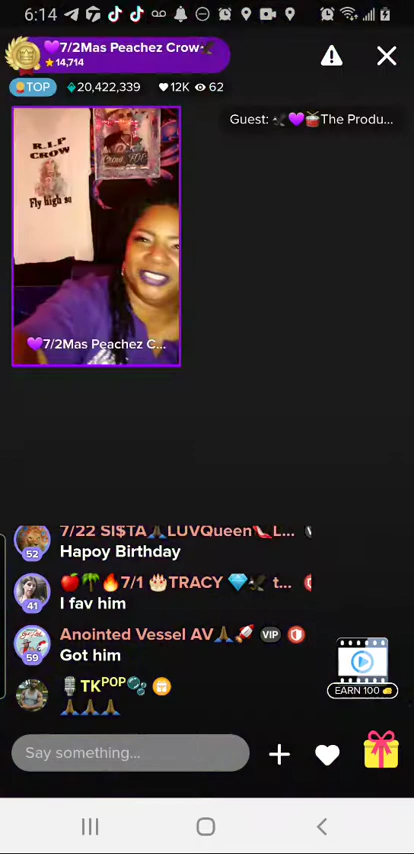 6:14
💜7/2Mas Peachez Crow🦅
⭐14,714
TOP 20,422,339 12K 62
Guest: 🦅💜🥁The Produ...
R.I.P
CROW
Fly high
💜7/2Mas Peachez C...
7/22 SI$TA🙏🏾LUVQueen👠L...
52
Hapoy Birthday
🍎🌴🔥7/1 🎂TRACY 💎🦅 t...
41
I fav him
Anointed Vessel AV🙏🏾🚀 VIP
59
Got him
🎙️TKPOP🫧
🙏🏾🙏🏾🙏🏾
EARN 100
Say something...